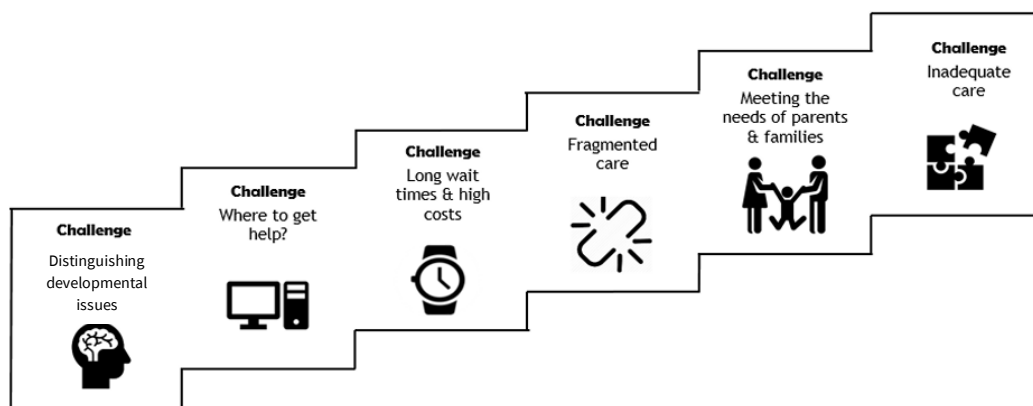 Challenge
Distinguishing
developmental
issues
Challenge
Where to get
help?
Challenge
Long wait
times & high
costs
Challenge
Fragmented
care
Challenge
Meeting the
needs of parents
& families
Challenge
Inadequate
care